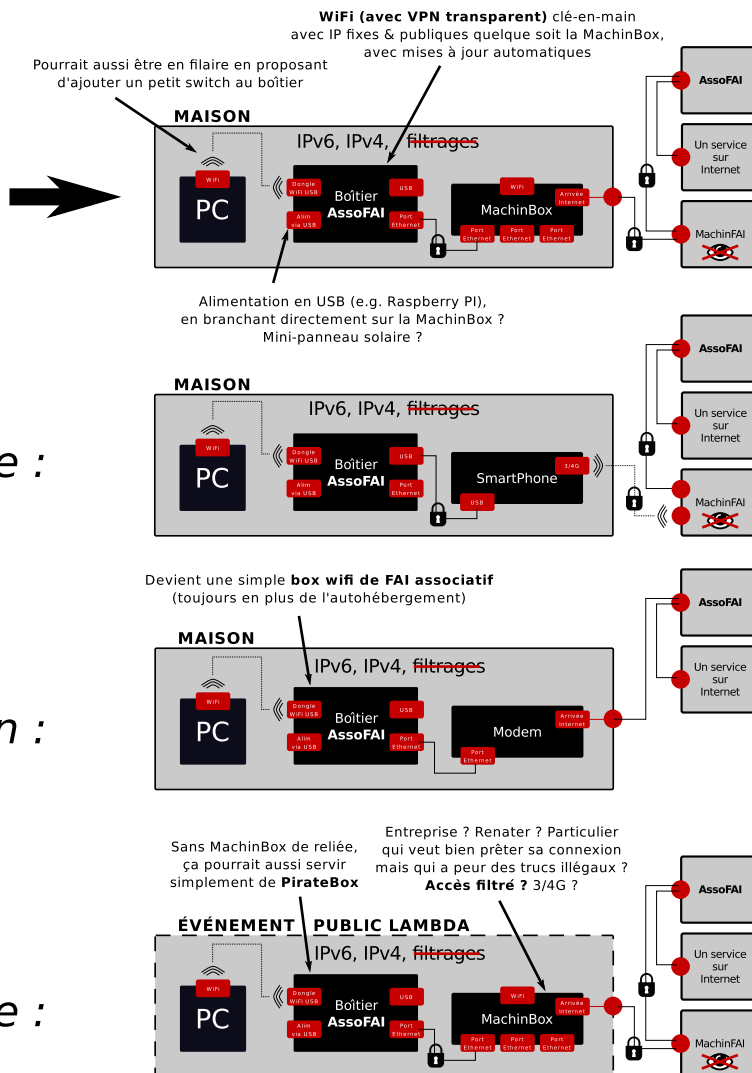 WiFi (avec VPN transparent) clé-en-main
avec IP fixes & publiques quelque soit la MachinBox,
avec mises à jour automatiques
Pourrait aussi être en filaire en proposant
d'ajouter un petit switch au boîtier
MAISON
IPv6, IPv4, filtrages
WiFi
PC
Dongle
WiFi USB
Alim
via USB
Boîtier
AssoFAI
USB
Port
Ethernet
WiFi
MachinBox
Arrivée
Internet
Port
Ethernet
Port
Ethernet
Port
Ethernet
AssoFAI
Un service
sur
Internet
MachinFAI
Alimentation en USB (e.g. Raspberry PI),
en branchant directement sur la MachinBox ?
Mini-panneau solaire ?
e :
MAISON
IPv6, IPv4, filtrages
WiFi
PC
Dongle
WiFi USB
Alim
via USB
Boîtier
AssoFAI
USB
Port
Ethernet
SmartPhone
3/4G
USB
AssoFAI
Un service
sur
Internet
MachinFAI
Devient une simple box wifi de FAI associatif
(toujours en plus de l'autohébergement)
n :
MAISON
IPv6, IPv4, filtrages
WiFi
PC
Dongle
WiFi USB
Alim
via USB
Boîtier
AssoFAI
USB
Port
Ethernet
Modem
Arrivée
Internet
Port
Ethernet
AssoFAI
Un service
sur
Internet
Sans MachinBox de reliée,
ça pourrait aussi servir
simplement de PirateBox
Entreprise ? Renater ? Particulier
qui veut bien prêter sa connexion
mais qui a peur des trucs illégaux ?
Accès filtré ? 3/4G ?
e :
ÉVÉNEMENT PUBLIC LAMBDA
IPv6, IPv4, filtrages
WiFi
PC
Dongle
WiFi USB
Alim
via USB
Boîtier
AssoFAI
USB
Port
Ethernet
WiFi
MachinBox
Arrivée
Internet
Port
Ethernet
Port
Ethernet
Port
Ethernet
AssoFAI
Un service
sur
Internet
MachinFAI